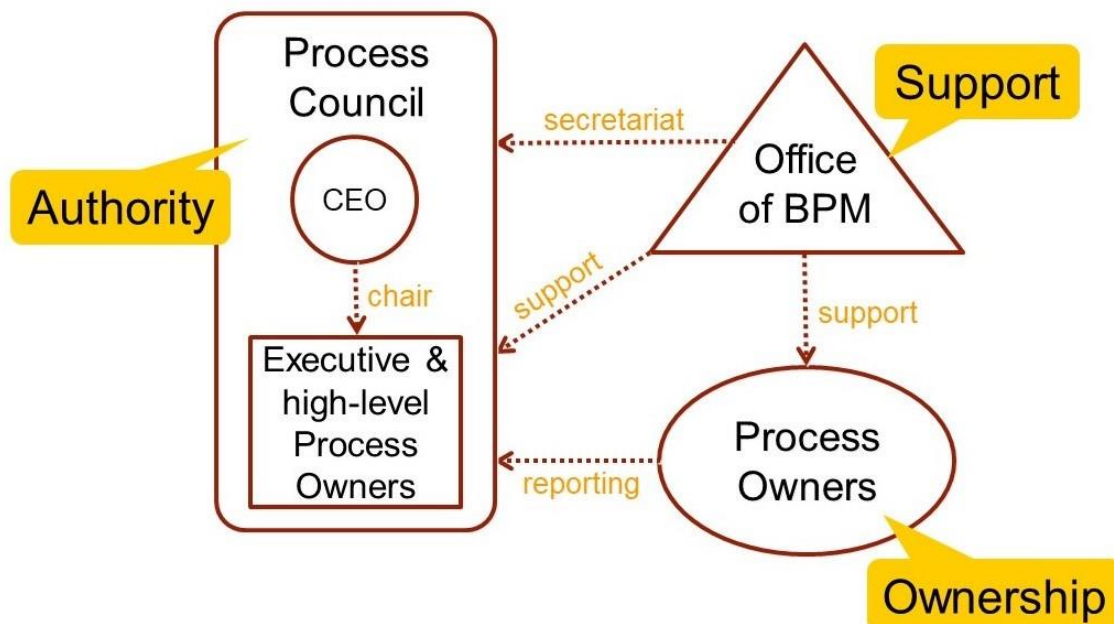 Process
Council
CEO
chair
Executive &
high-level
Process
Owners
Authority
secretariat
support
reporting
Office
of BPM
Support
support
Process
Owners
Ownership